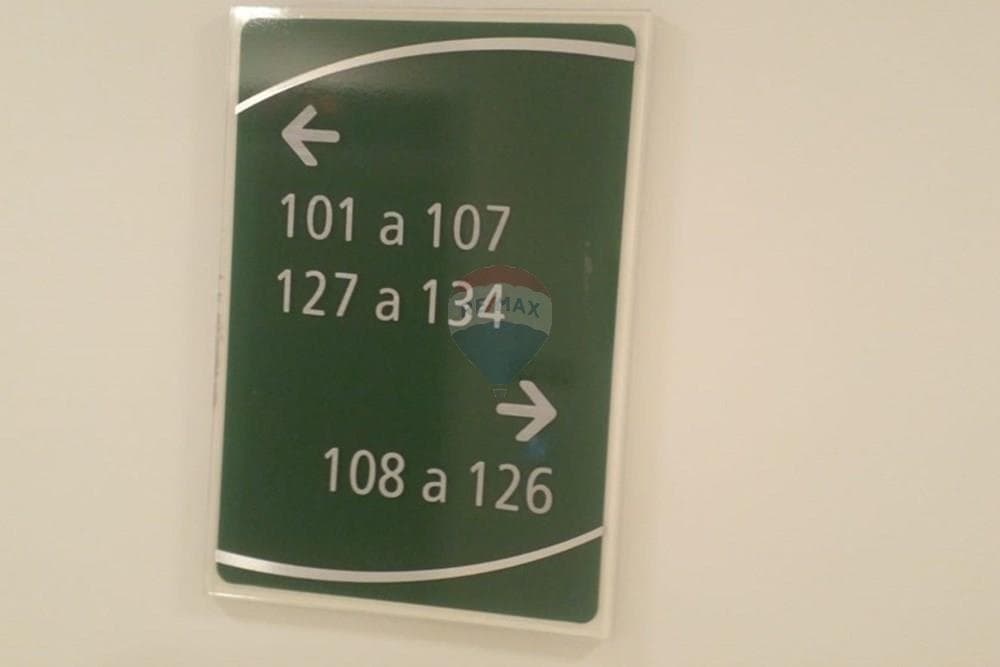 ←
101 a 107
127 a 134
RE/MAX
→
108 a 126